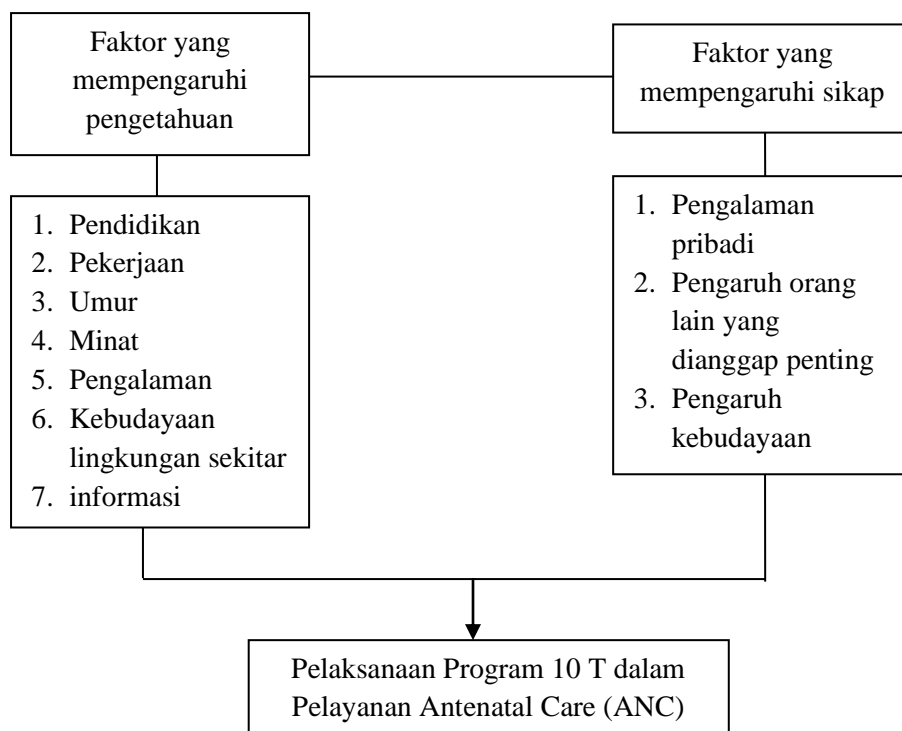 Faktor yang
mempengaruhi
pengetahuan
Faktor yang
mempengaruhi sikap
1. Pendidikan
2. Pekerjaan
3. Umur
4. Minat
5. Pengalaman
6. Kebudayaan
lingkungan sekitar
7. informasi
1. Pengalaman
pribadi
2. Pengaruh orang
lain yang
dianggap penting
3. Pengaruh
kebudayaan
Pelaksanaan Program 10 T dalam
Pelayanan Antenatal Care (ANC)